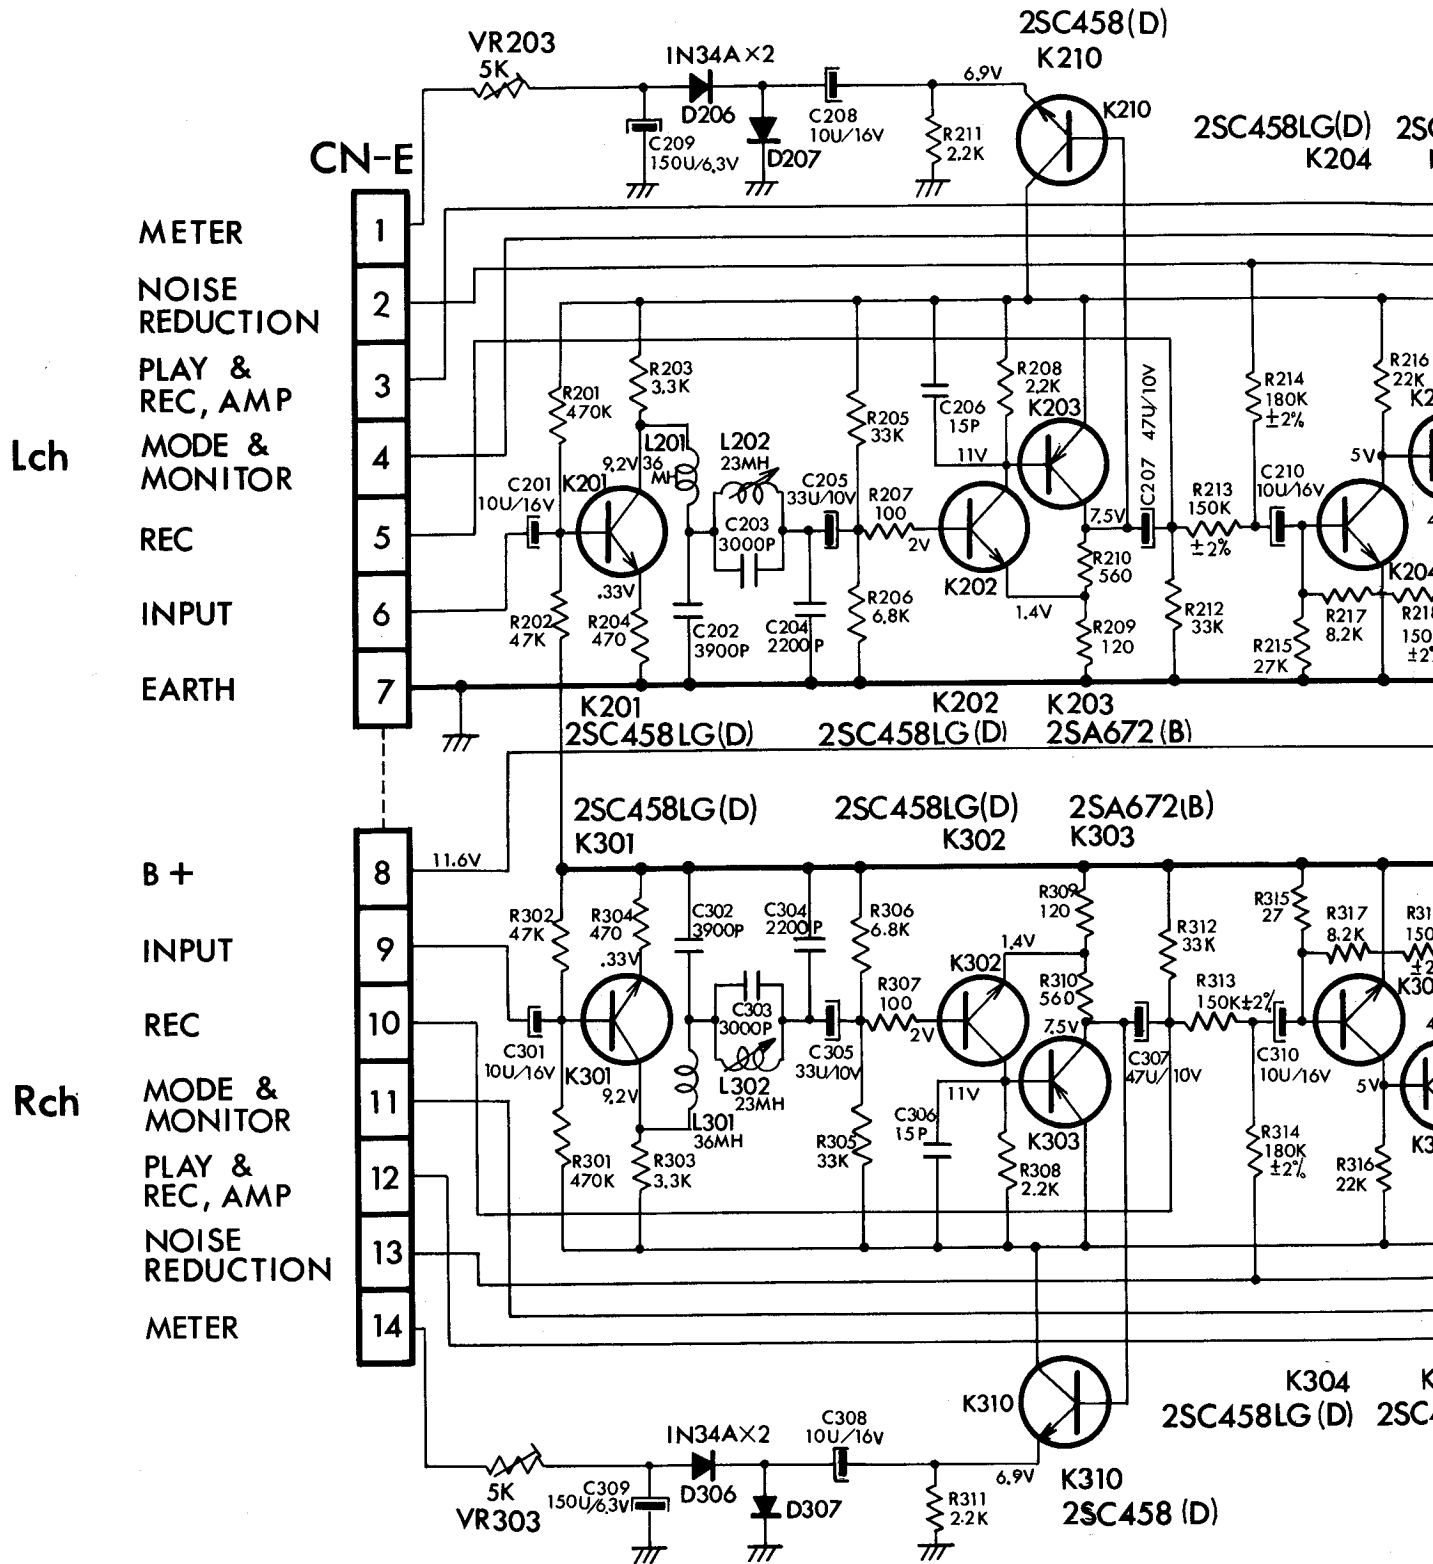 2SC458(D)
K210
VR203
5K
IN34A×2
D206
D207
C209
150U/6.3V
C208
10U/16V
R211
2.2K
6.9V
K210
2SC458LG(D)
K204
CN-E
Lch
METER
1
NOISE
REDUCTION
2
PLAY &
REC, AMP
3
MODE &
MONITOR
4
REC
5
INPUT
6
EARTH
7
R201
470K
R203
3.3K
9.2V
L201
36
MH
L202
23MH
C201
10U/16V
K201
C203
3000P
C205
33U/10V
R205
33K
R207
100
2V
C206
15P
R208
2.2K
K203
11V
C207 47U/10V
7.5V
R210
560
K202
1.4V
R209
120
R202
47K
R204
470
.33V
C202
3900P
C204
2200P
R206
6.8K
R212
33K
R213
150K
±2%
R214
180K
±2%
C210
10U/16V
R216
22K
5V
K204
R217
8.2K
R215
27K
K201
2SC458LG(D)
K202
2SC458LG(D)
K203
2SA672(B)
2SC458LG(D)
K301
2SC458LG(D)
K302
2SA672(B)
K303
Rch
B+
8
11.6V
INPUT
9
REC
10
MODE &
MONITOR
11
PLAY &
REC, AMP
12
NOISE
REDUCTION
13
METER
14
R302
47K
R304
470
.33V
C302
3900P
C304
2200P
R306
6.8K
R309
120
1.4V
K302
R310
560
7.5V
R312
33K
R315
27
R317
8.2K
C301
10U/16V
K301
9.2V
C303
3000P
L302
23MH
L301
36MH
C305
33U/10V
R307
100
2V
11V
C306
15P
K303
C307
47U/10V
R313
150K±2%
C310
10U/16V
5V
R301
470K
R303
3.3K
R305
33K
R308
2.2K
R314
180K
±2%
R316
22K
K304
2SC458LG(D)
K310
K310
2SC458(D)
6.9V
5K
VR303
C309
150U/6.3V
IN34A×2
D306
D307
C308
10U/16V
R311
2.2K